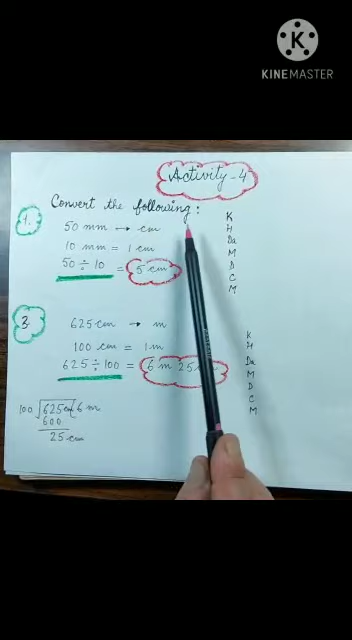 K
KINEMASTER
Activity-4
Convert the following:
1.
50 mm → cm
10 mm = 1 cm
50 ÷ 10 = 5 cm
K
H
Da
M
D
C
M
3.
625 cm → m
100 cm = 1 m
625 ÷ 100 = 6 m 25
K
H
Da
M
D
C
M
100 625 cm 6 m
600
25 cm